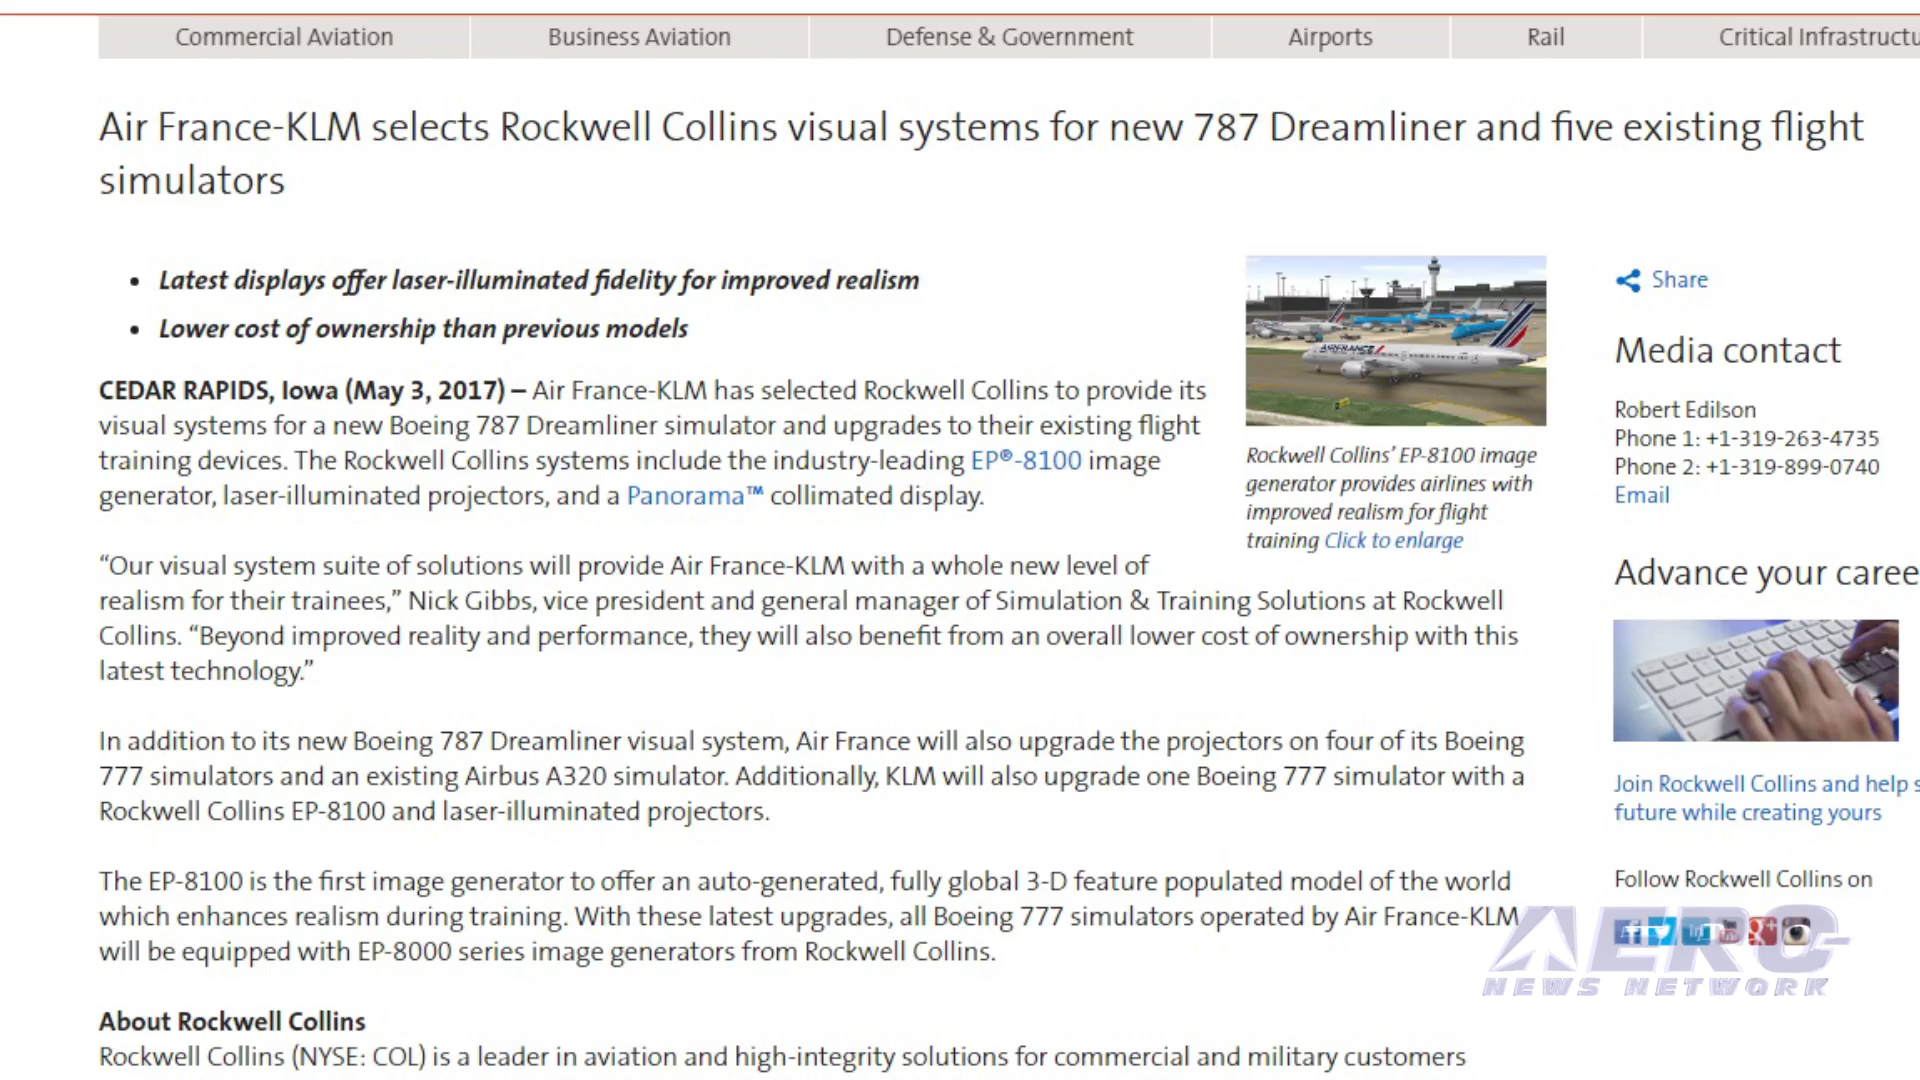 Commercial Aviation
Business Aviation
Defense & Government
Airports
Rail
Critical Infrastructu
Air France-KLM selects Rockwell Collins visual systems for new 787 Dreamliner and five existing flight
simulators
• Latest displays offer laser-illuminated fidelity for improved realism
• Lower cost of ownership than previous models
CEDAR RAPIDS, Iowa (May 3, 2017) – Air France-KLM has selected Rockwell Collins to provide its
visual systems for a new Boeing 787 Dreamliner simulator and upgrades to their existing flight
training devices. The Rockwell Collins systems include the industry-leading EP®-8100 image
generator, laser-illuminated projectors, and a Panorama™ collimated display.
“Our visual system suite of solutions will provide Air France-KLM with a whole new level of
realism for their trainees,” Nick Gibbs, vice president and general manager of Simulation & Training Solutions at Rockwell
Collins. “Beyond improved reality and performance, they will also benefit from an overall lower cost of ownership with this
latest technology.”
In addition to its new Boeing 787 Dreamliner visual system, Air France will also upgrade the projectors on four of its Boeing
777 simulators and an existing Airbus A320 simulator. Additionally, KLM will also upgrade one Boeing 777 simulator with a
Rockwell Collins EP-8100 and laser-illuminated projectors.
The EP-8100 is the first image generator to offer an auto-generated, fully global 3-D feature populated model of the world
which enhances realism during training. With these latest upgrades, all Boeing 777 simulators operated by Air France-KLM
will be equipped with EP-8000 series image generators from Rockwell Collins.
About Rockwell Collins
Rockwell Collins (NYSE: COL) is a leader in aviation and high-integrity solutions for commercial and military customers
AIRFRANCE
Rockwell Collins’ EP-8100 image
generator provides airlines with
improved realism for flight
training Click to enlarge
Share
Media contact
Robert Edilson
Phone 1: +1-319-263-4735
Phone 2: +1-319-899-0740
Email
Advance your caree
Join Rockwell Collins and help s
future while creating yours
Follow Rockwell Collins on
AERO
NEWS NETWORK